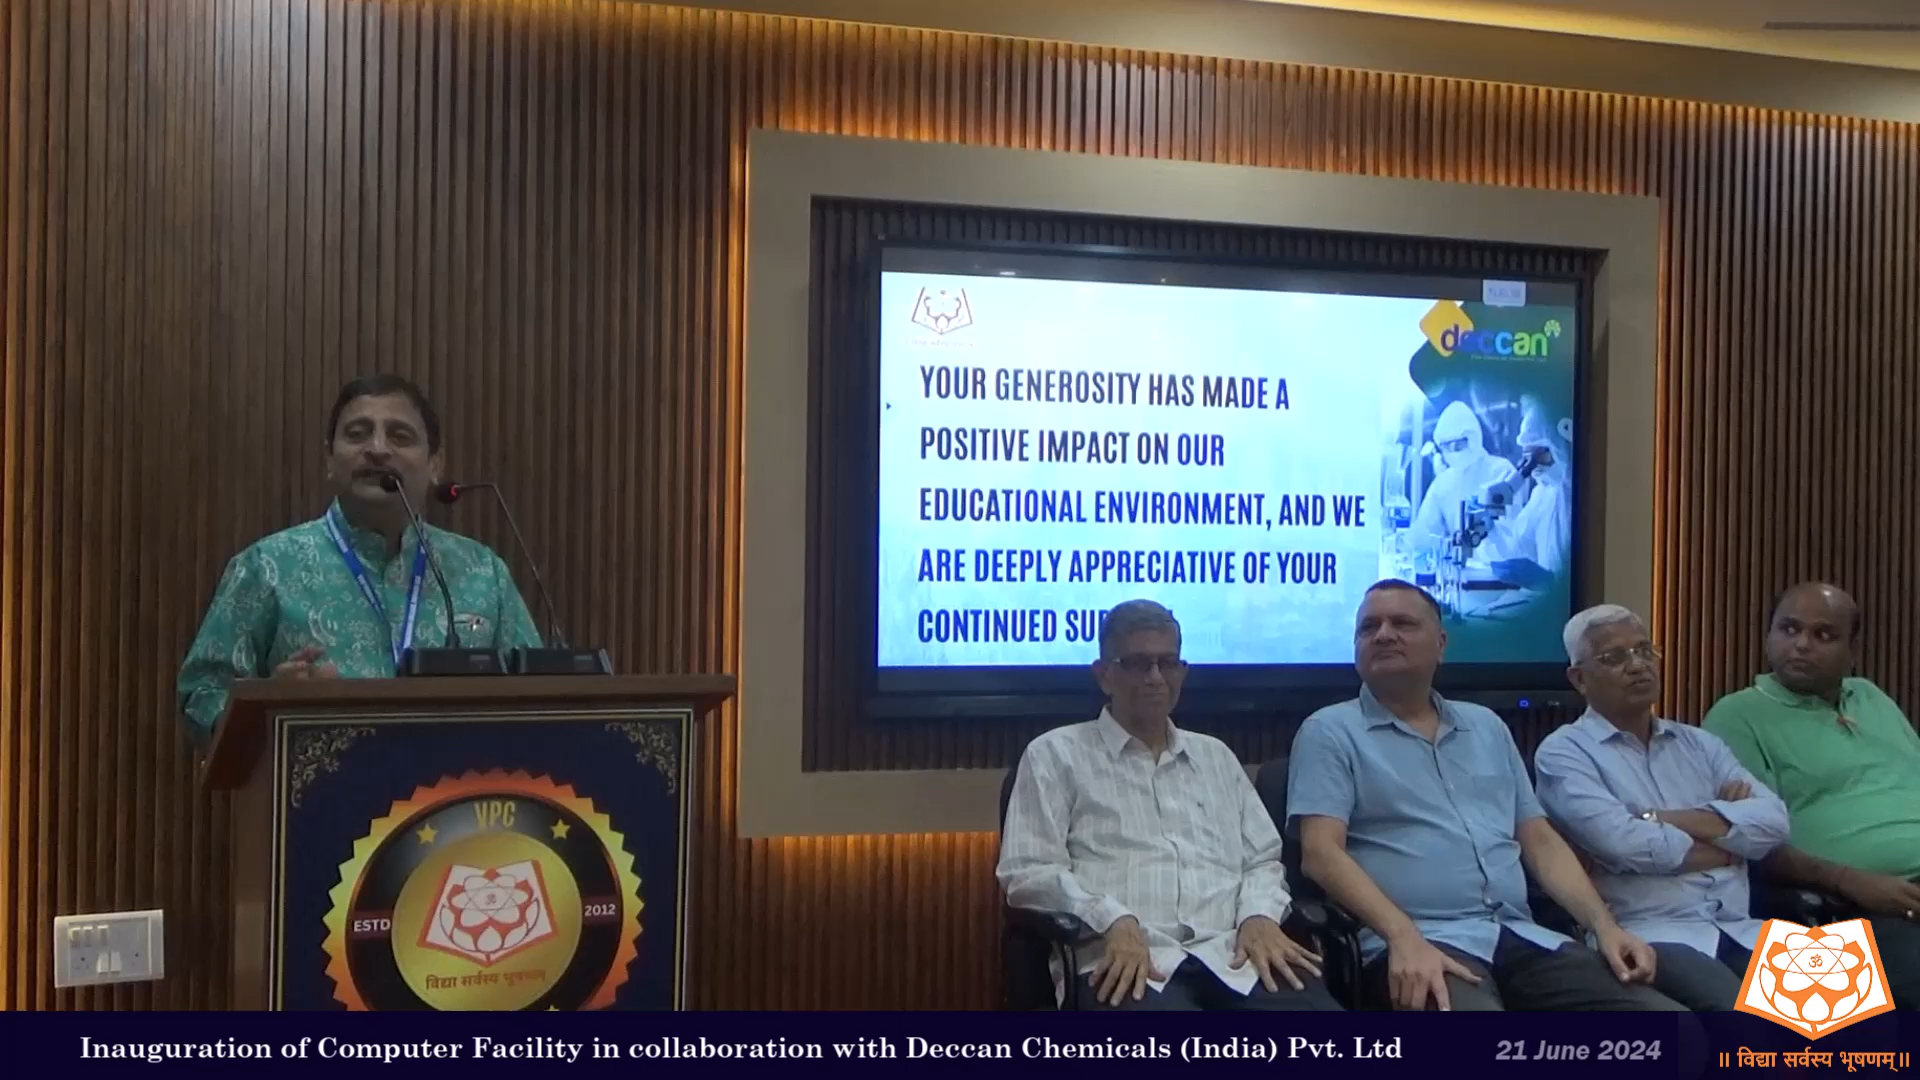 deccan
YOUR GENEROSITY HAS MADE A
POSITIVE IMPACT ON OUR
EDUCATIONAL ENVIRONMENT, AND WE
ARE DEEPLY APPRECIATIVE OF YOUR
CONTINUED
VPC
ESTD 2012
विद्या सर्वस्य भूषणम्
Inauguration of Computer Facility in collaboration with Deccan Chemicals (India) Pvt. Ltd
21 June 2024
॥ विद्या सर्वस्य भूषणम् ॥